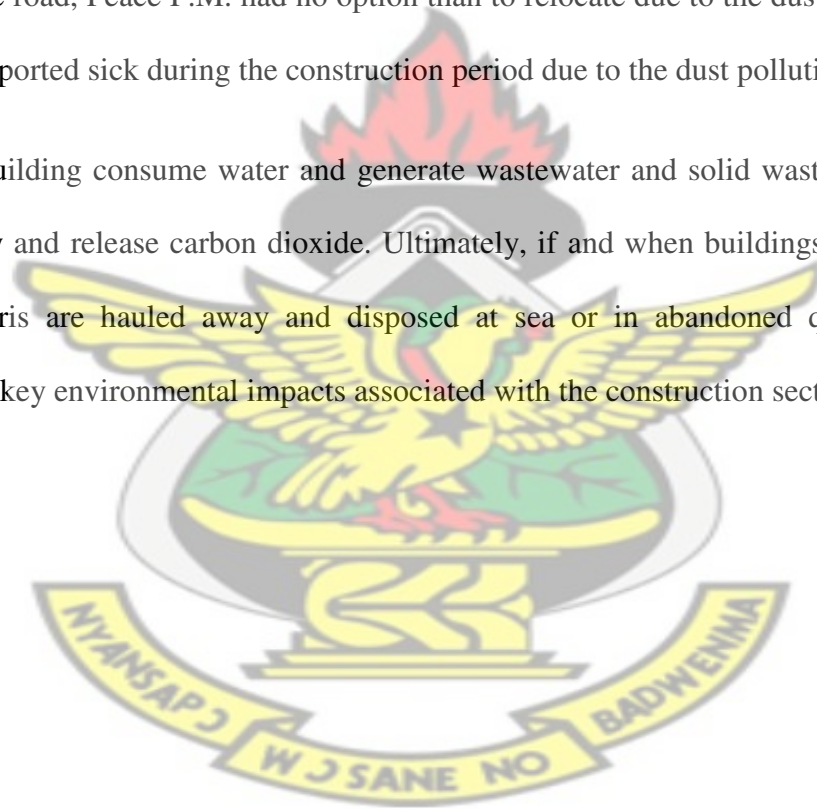 road, Peace F.M. had no option than to relocate due to the dust
ported sick during the construction period due to the dust polluti
uilding consume water and generate wastewater and solid wast
y and release carbon dioxide. Ultimately, if and when buildings
ris are hauled away and disposed at sea or in abandoned q
key environmental impacts associated with the construction sect
NYANSAPƆ
WƆSANE NO
BADWENMA